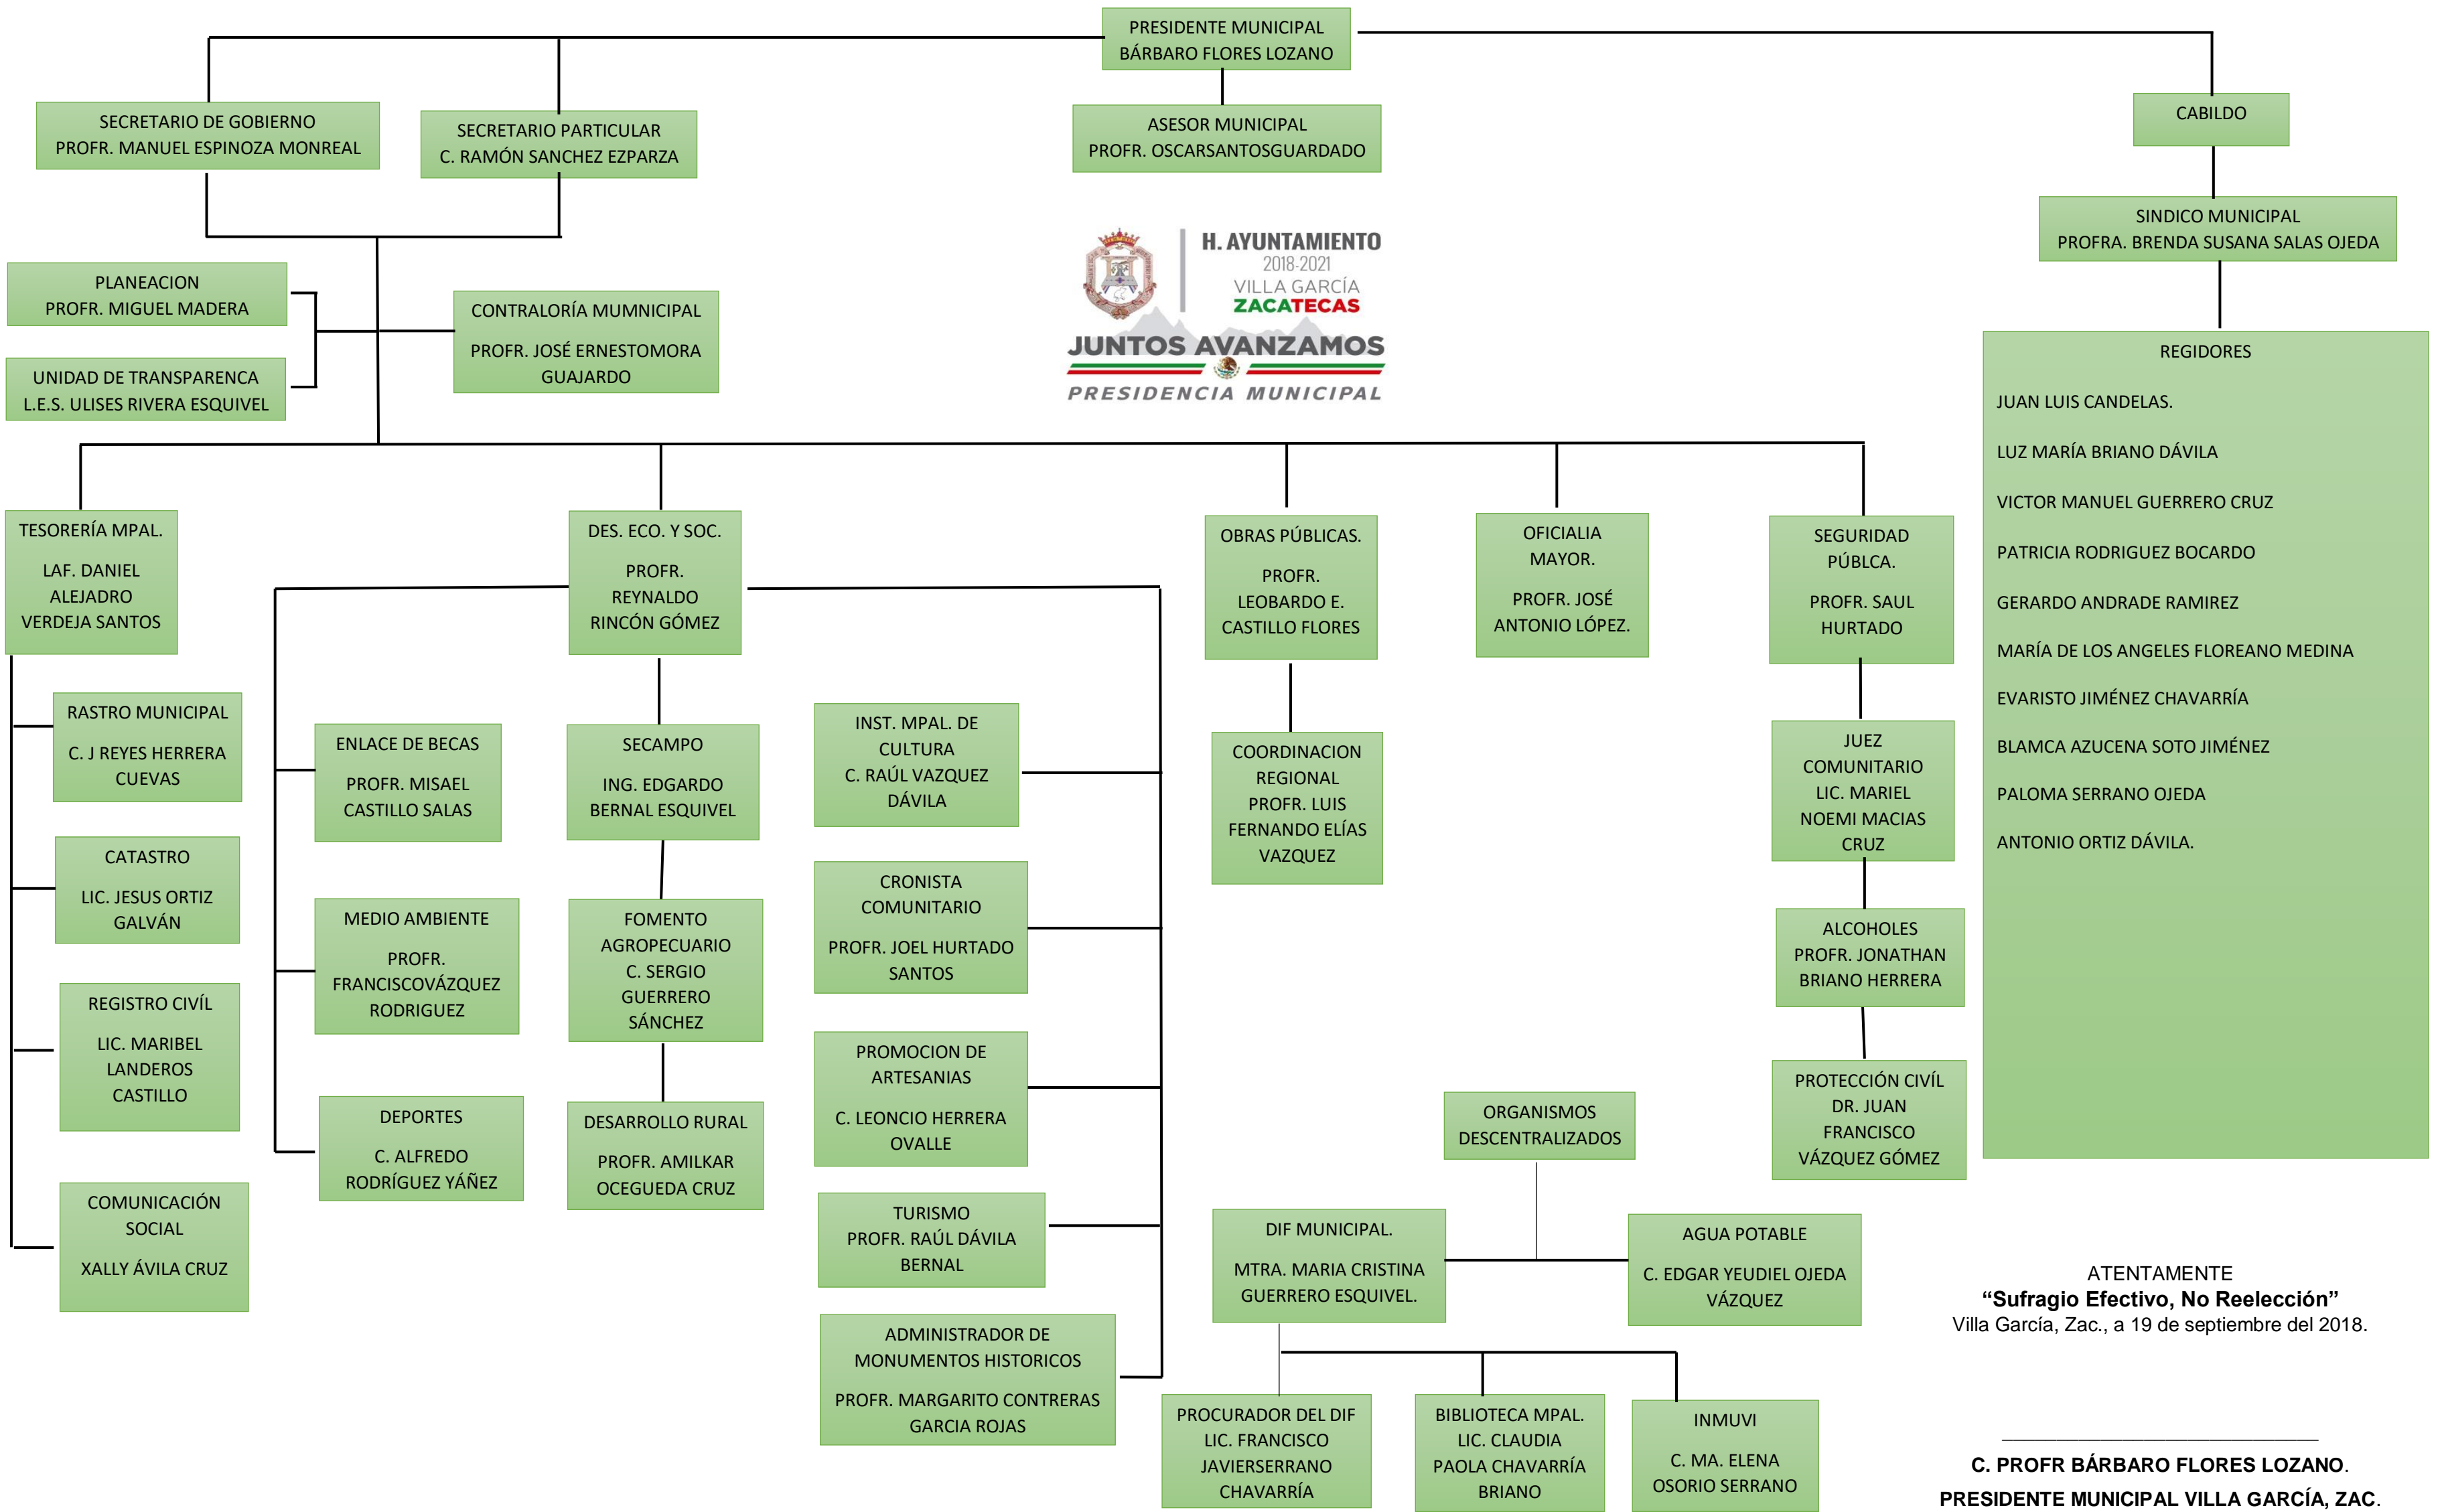 PRESIDENTE MUNICIPAL
BÁRBARO FLORES LOZANO
SECRETARIO DE GOBIERNO
PROFR. MANUEL ESPINOZA MONREAL
SECRETARIO PARTICULAR
C. RAMÓN SANCHEZ EZPARZA
ASESOR MUNICIPAL
PROFR. OSCARSANTOSGUARDADO
CABILDO
SINDICO MUNICIPAL
PROFRA. BRENDA SUSANA SALAS OJEDA
H. AYUNTAMIENTO
2018-2021
VILLA GARCÍA
ZACATECAS
JUNTOS AVANZAMOS
PRESIDENCIA MUNICIPAL
PLANEACION
PROFR. MIGUEL MADERA
CONTRALORÍA MUMNICIPAL
PROFR. JOSÉ ERNESTOMORA
GUAJARDO
UNIDAD DE TRANSPARENCA
L.E.S. ULISES RIVERA ESQUIVEL
REGIDORES
JUAN LUIS CANDELAS.
LUZ MARÍA BRIANO DÁVILA
VICTOR MANUEL GUERRERO CRUZ
PATRICIA RODRIGUEZ BOCARDO
GERARDO ANDRADE RAMIREZ
MARÍA DE LOS ANGELES FLOREANO MEDINA
EVARISTO JIMÉNEZ CHAVARRÍA
BLAMCA AZUCENA SOTO JIMÉNEZ
PALOMA SERRANO OJEDA
ANTONIO ORTIZ DÁVILA.
TESORERÍA MPAL.
LAF. DANIEL
ALEJADRO
VERDEJA SANTOS
DES. ECO. Y SOC.
PROFR.
REYNALDO
RINCÓN GÓMEZ
OBRAS PÚBLICAS.
PROFR.
LEOBARDO E.
CASTILLO FLORES
OFICIALIA
MAYOR.
PROFR. JOSÉ
ANTONIO LÓPEZ.
SEGURIDAD
PÚBLCA.
PROFR. SAUL
HURTADO
RASTRO MUNICIPAL
C. J REYES HERRERA
CUEVAS
CATASTRO
LIC. JESUS ORTIZ
GALVÁN
REGISTRO CIVÍL
LIC. MARIBEL
LANDEROS
CASTILLO
COMUNICACIÓN
SOCIAL
XALLY ÁVILA CRUZ
ENLACE DE BECAS
PROFR. MISAEL
CASTILLO SALAS
MEDIO AMBIENTE
PROFR.
FRANCISCOVÁZQUEZ
RODRIGUEZ
DEPORTES
C. ALFREDO
RODRÍGUEZ YÁÑEZ
SECAMPO
ING. EDGARDO
BERNAL ESQUIVEL
FOMENTO
AGROPECUARIO
C. SERGIO
GUERRERO
SÁNCHEZ
DESARROLLO RURAL
PROFR. AMILKAR
OCEGUEDA CRUZ
INST. MPAL. DE
CULTURA
C. RAÚL VAZQUEZ
DÁVILA
CRONISTA
COMUNITARIO
PROFR. JOEL HURTADO
SANTOS
PROMOCION DE
ARTESANIAS
C. LEONCIO HERRERA
OVALLE
TURISMO
PROFR. RAÚL DÁVILA
BERNAL
ADMINISTRADOR DE
MONUMENTOS HISTORICOS
PROFR. MARGARITO CONTRERAS
GARCIA ROJAS
COORDINACION
REGIONAL
PROFR. LUIS
FERNANDO ELÍAS
VAZQUEZ
JUEZ
COMUNITARIO
LIC. MARIEL
NOEMI MACIAS
CRUZ
ALCOHOLES
PROFR. JONATHAN
BRIANO HERRERA
PROTECCIÓN CIVÍL
DR. JUAN
FRANCISCO
VÁZQUEZ GÓMEZ
ORGANISMOS
DESCENTRALIZADOS
DIF MUNICIPAL.
MTRA. MARIA CRISTINA
GUERRERO ESQUIVEL.
AGUA POTABLE
C. EDGAR YEUDIEL OJEDA
VÁZQUEZ
PROCURADOR DEL DIF
LIC. FRANCISCO
JAVIERSERRANO
CHAVARRÍA
BIBLIOTECA MPAL.
LIC. CLAUDIA
PAOLA CHAVARRÍA
BRIANO
INMUVI
C. MA. ELENA
OSORIO SERRANO
ATENTAMENTE
“Sufragio Efectivo, No Reelección”
Villa García, Zac., a 19 de septiembre del 2018.
C. PROFR BÁRBARO FLORES LOZANO.
PRESIDENTE MUNICIPAL VILLA GARCÍA, ZAC.